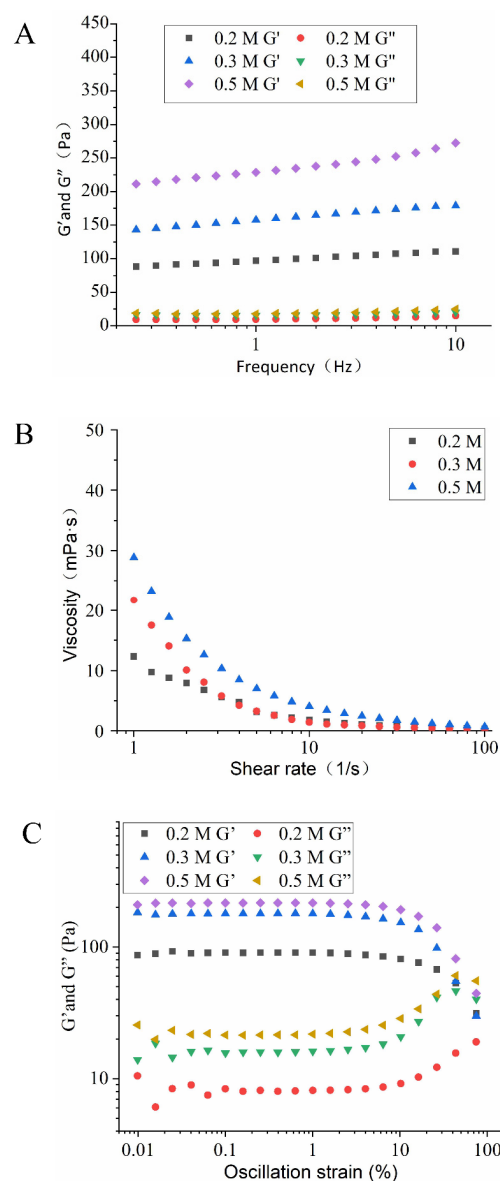 A
450
400
350
300
250
200
150
100
50
0
G'and G''（Pa）
0.2 M G' 0.2 M G''
0.3 M G' 0.3 M G''
0.5 M G' 0.5 M G''
1 10
Frequency（Hz）
B
50
40
30
20
10
0
Viscosity（mPa·s）
0.2 M
0.3 M
0.5 M
1 10 100
Shear rate（1/s）
C
0.2 M G’ 0.2 M G’’
0.3 M G’ 0.3 M G’’
0.5 M G’ 0.5 M G’’
100
10
G’and G’’ (Pa)
0.01 0.1 1 10 100
Oscillation strain (%)